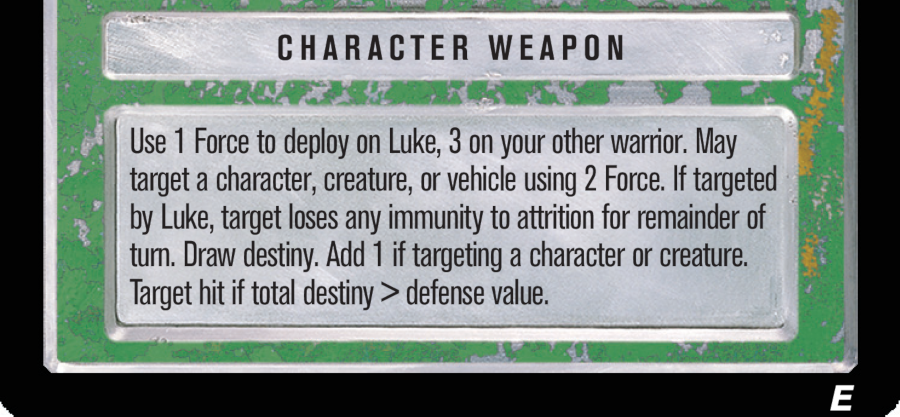 CHARACTER WEAPON
Use 1 Force to deploy on Luke, 3 on your other warrior. May
target a character, creature, or vehicle using 2 Force. If targeted
by Luke, target loses any immunity to attrition for remainder of
turn. Draw destiny. Add 1 if targeting a character or creature.
Target hit if total destiny > defense value.
E